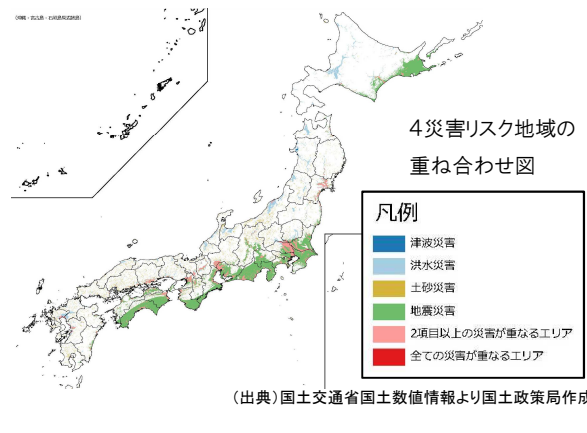 4災害リスク地域の
重ね合わせ図
凡例
津波災害
洪水災害
土砂災害
地震災害
2項目以上の災害が重なるエリア
全ての災害が重なるエリア
(出典)国土交通省国土数値情報より国土政策局作成